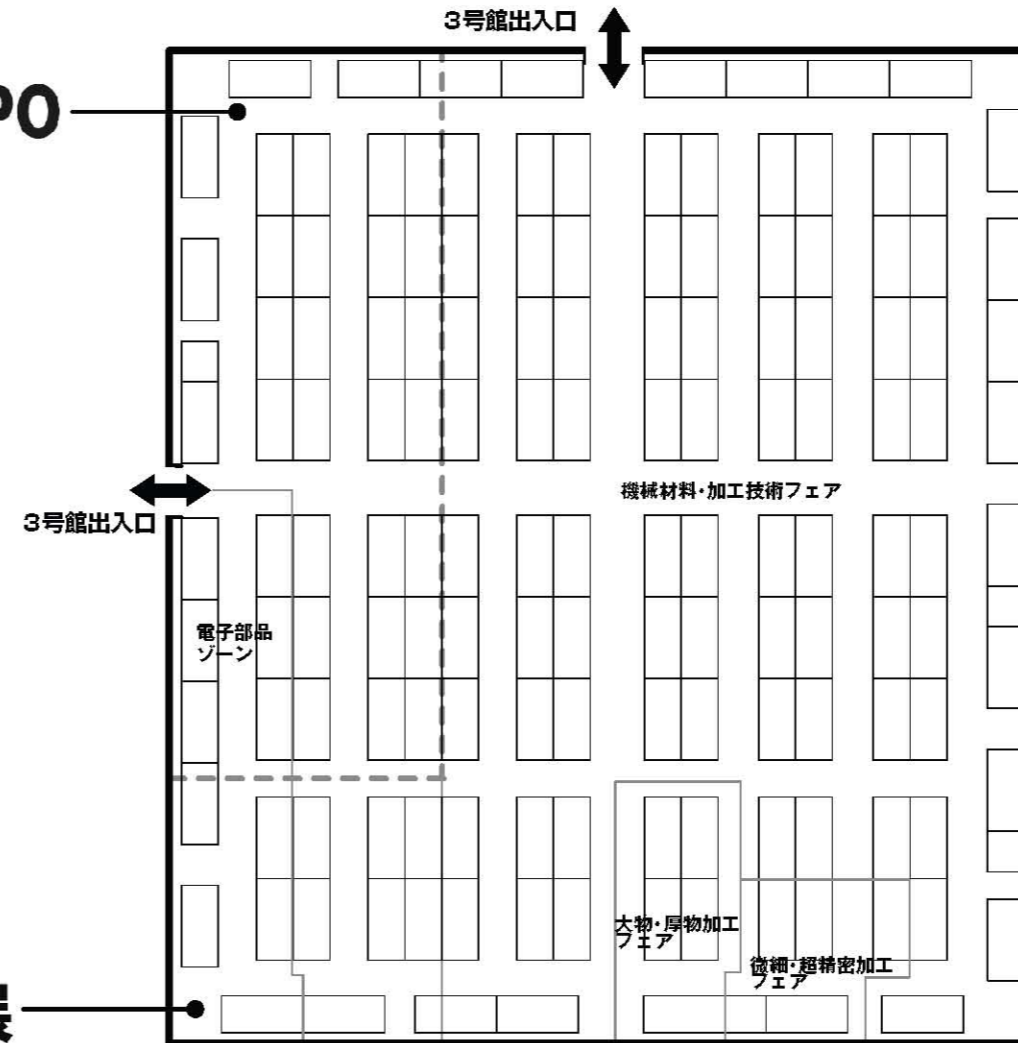 3号館出入口
PO
機械材料・加工技術フェア
3号館出入口
電子部品
ゾーン
大物・厚物加工
フェア
微細・超精密加工
フェア
展